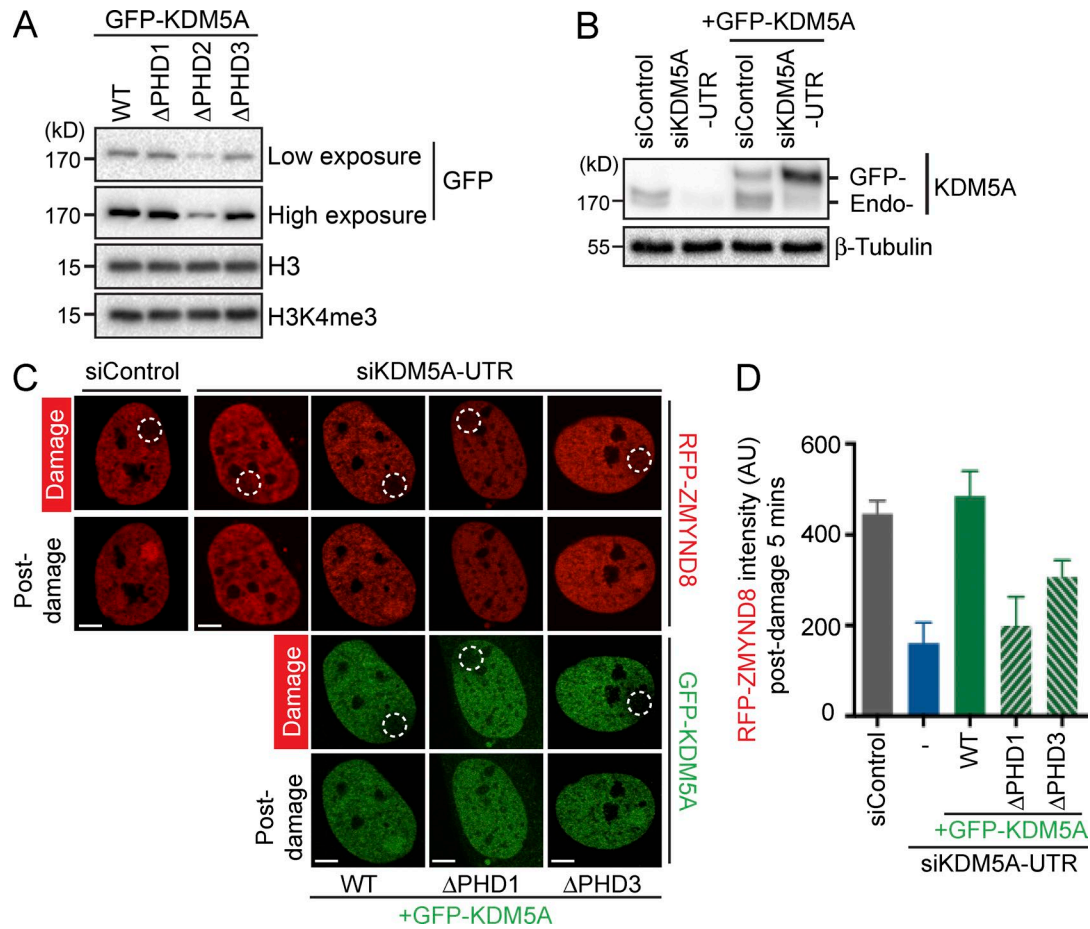 A
GFP-KDM5A
WT
ΔPHD1
ΔPHD2
ΔPHD3
(kD)
170
Low exposure
170
High exposure
GFP
15
H3
15
H3K4me3
B
+GFP-KDM5A
siControl
siKDM5A
-UTR
siControl
siKDM5A
-UTR
(kD)
170
GFP-
Endo-
KDM5A
55
β-Tubulin
C
siControl
siKDM5A-UTR
Damage
Post-
damage
RFP-ZMYND8
Damage
Post-
damage
GFP-KDM5A
WT
ΔPHD1
ΔPHD3
+GFP-KDM5A
D
RFP-ZMYND8 intensity (AU)
post-damage 5 mins
600
400
200
0
siControl
-
WT
ΔPHD1
ΔPHD3
+GFP-KDM5A
siKDM5A-UTR